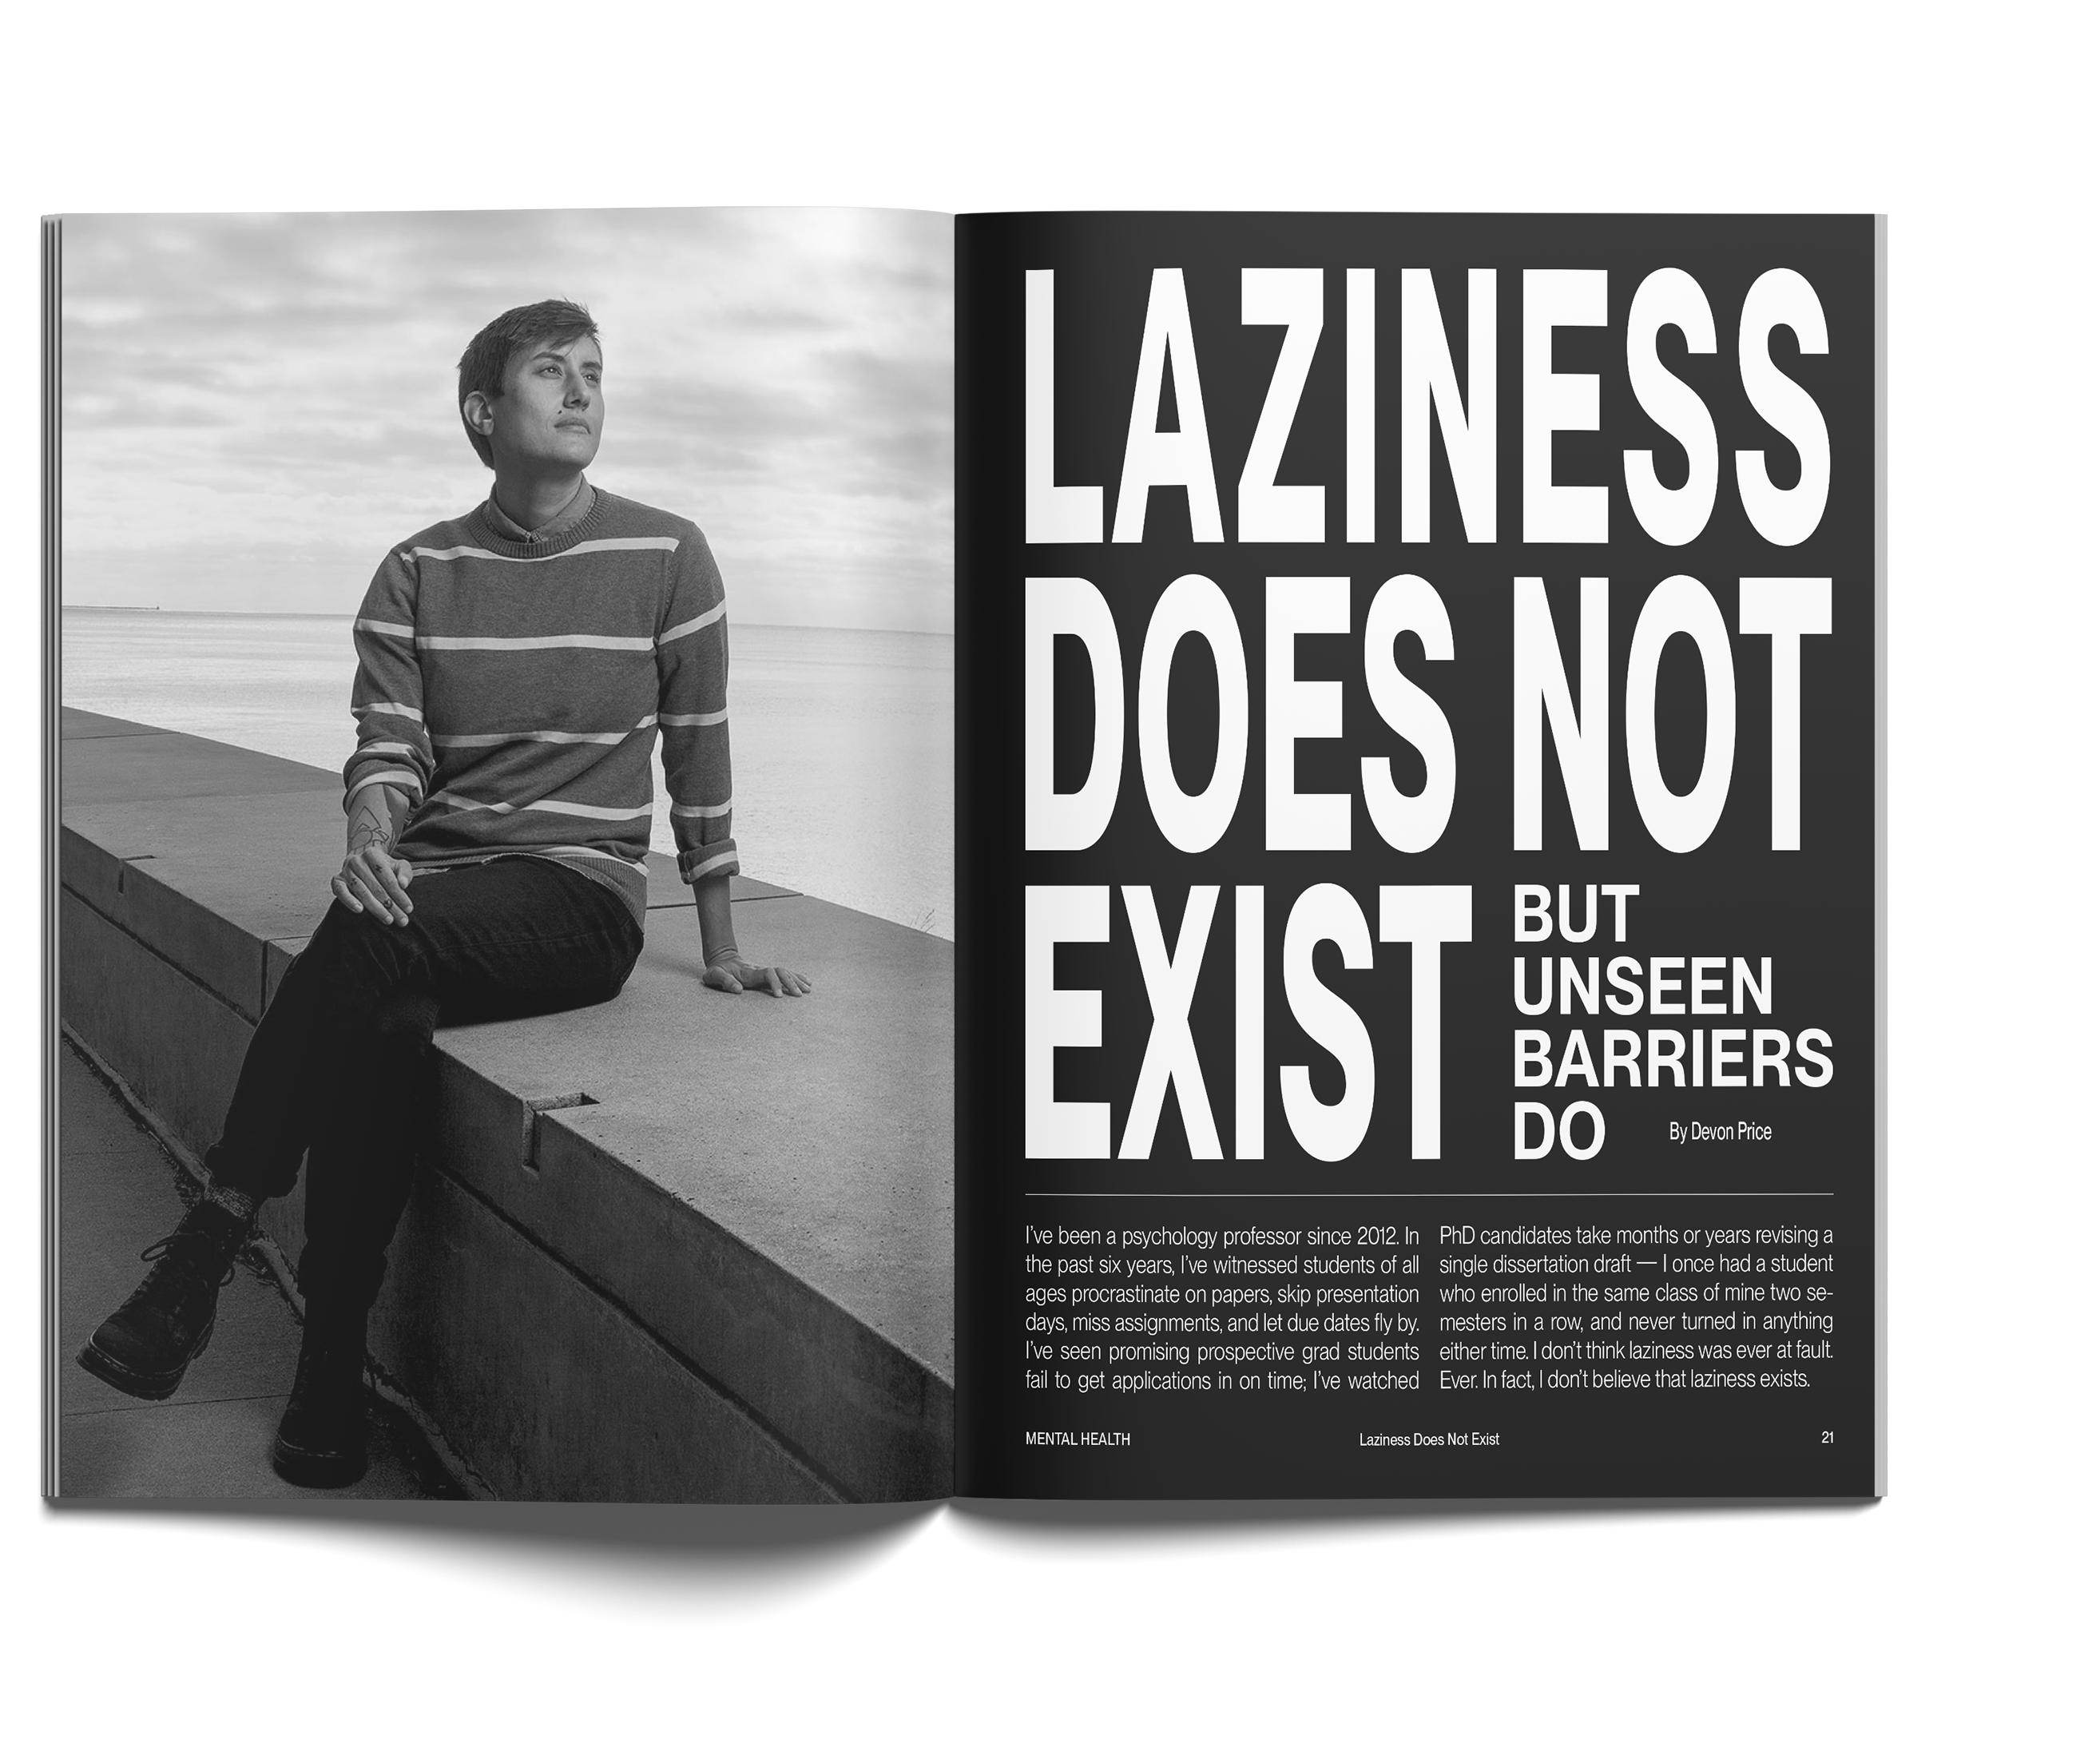 LAZINESS
DOES NOT
EXIST
BUT
UNSEEN
BARRIERS
DO
By Devon Price
I've been a psychology professor since 2012. In
the past six years, I've witnessed students of all
ages procrastinate on papers, skip presentation
days, miss assignments, and let due dates fly by.
I've seen promising prospective grad students
fail to get applications in on time; I've watched
PhD candidates take months or years revising a
single dissertation draft — I once had a student
who enrolled in the same class of mine two se-
mesters in a row, and never turned in anything
either time. I don't think laziness was ever at fault.
Ever. In fact, I don't believe that laziness exists.
MENTAL HEALTH
Laziness Does Not Exist
21